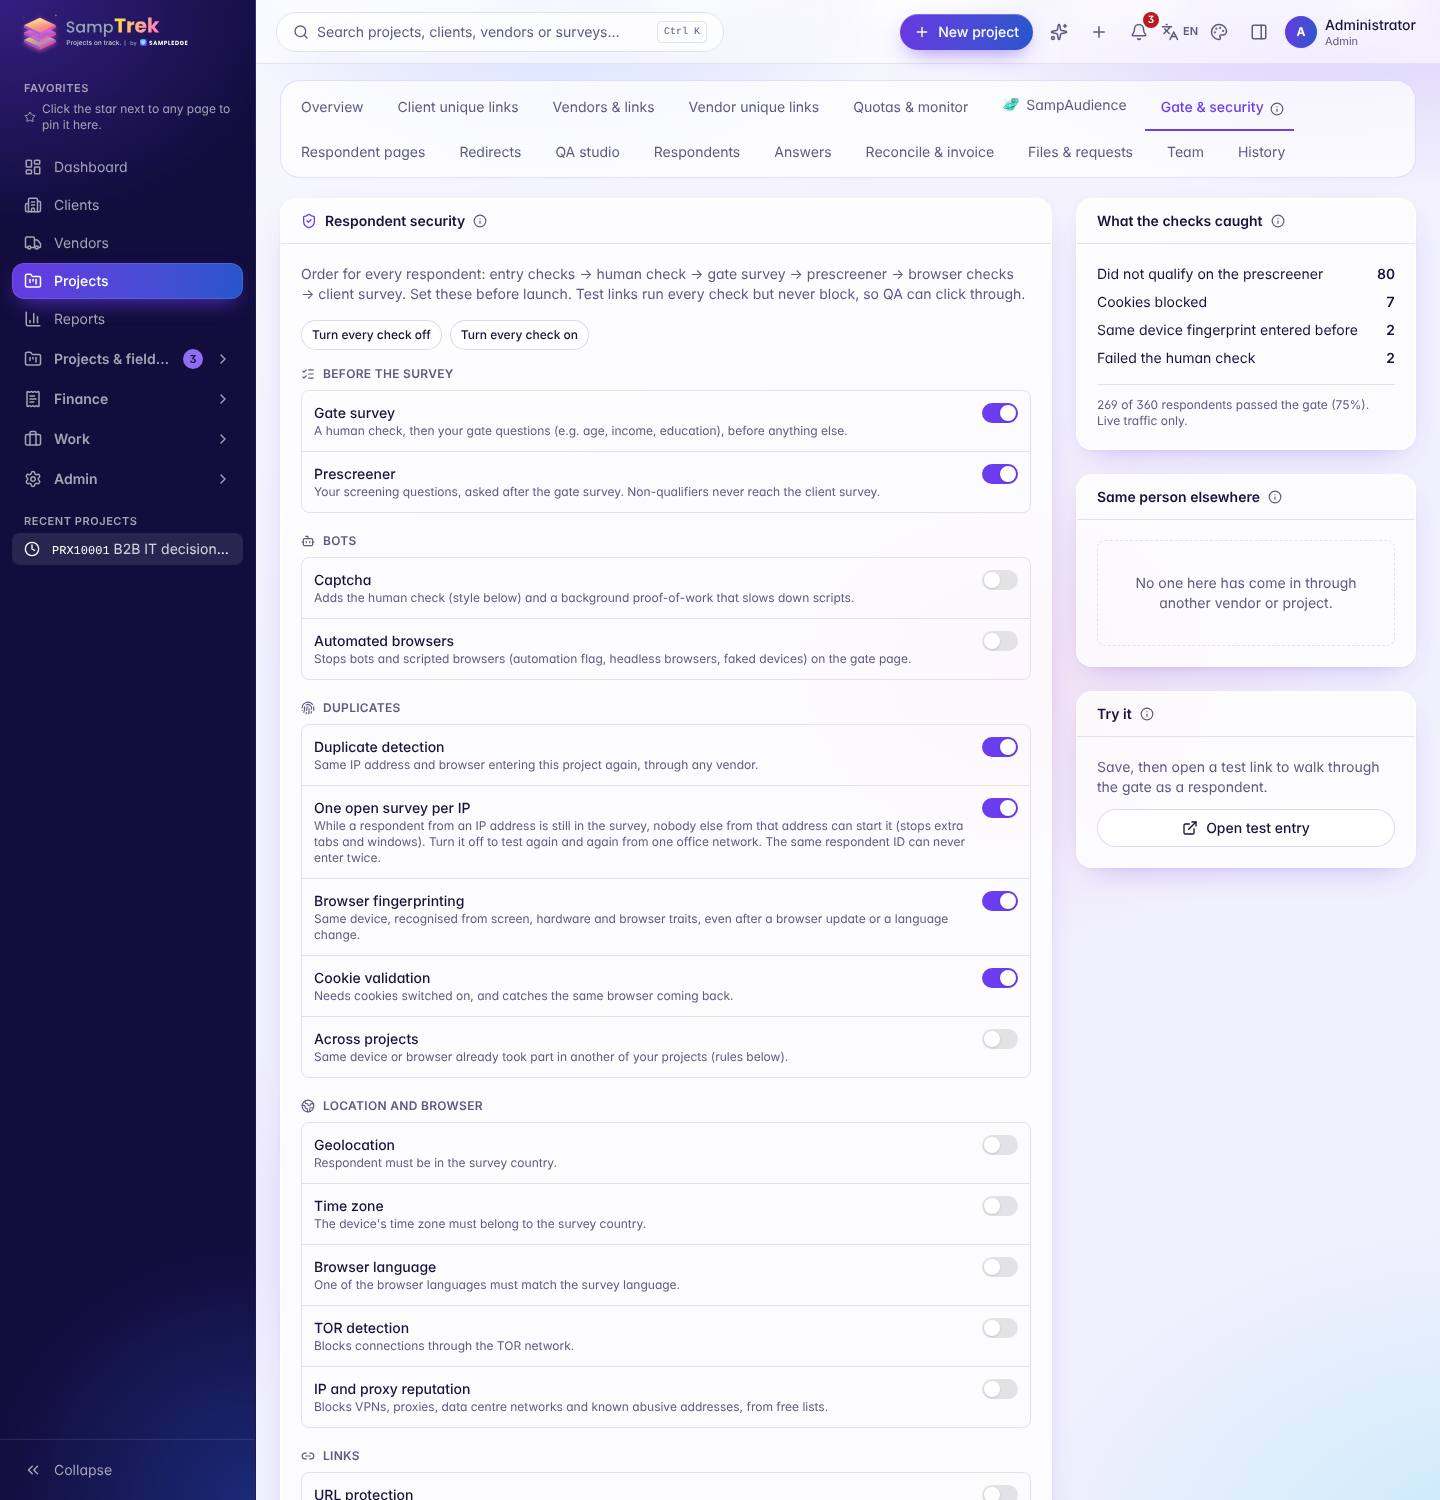 SampTrek
Projects on track. | by SAMPLEDGE
FAVORITES
Click the star next to any page to
pin it here.
Dashboard
Clients
Vendors
Projects
Reports
Projects & field... 3
Finance
Work
Admin
RECENT PROJECTS
PRX10001 B2B IT decision...
Collapse
Search projects, clients, vendors or surveys... Ctrl K
New project
3
EN
A
Administrator
Admin
Overview Client unique links Vendors & links Vendor unique links Quotas & monitor SampAudience Gate & security
Respondent pages Redirects QA studio Respondents Answers Reconcile & invoice Files & requests Team History
Respondent security
Order for every respondent: entry checks → human check → gate survey → prescreener → browser checks
→ client survey. Set these before launch. Test links run every check but never block, so QA can click through.
Turn every check off Turn every check on
BEFORE THE SURVEY
Gate survey
A human check, then your gate questions (e.g. age, income, education), before anything else.
Prescreener
Your screening questions, asked after the gate survey. Non-qualifiers never reach the client survey.
BOTS
Captcha
Adds the human check (style below) and a background proof-of-work that slows down scripts.
Automated browsers
Stops bots and scripted browsers (automation flag, headless browsers, faked devices) on the gate page.
DUPLICATES
Duplicate detection
Same IP address and browser entering this project again, through any vendor.
One open survey per IP
While a respondent from an IP address is still in the survey, nobody else from that address can start it (stops extra
tabs and windows). Turn it off to test again and again from one office network. The same respondent ID can never
enter twice.
Browser fingerprinting
Same device, recognised from screen, hardware and browser traits, even after a browser update or a language
change.
Cookie validation
Needs cookies switched on, and catches the same browser coming back.
Across projects
Same device or browser already took part in another of your projects (rules below).
LOCATION AND BROWSER
Geolocation
Respondent must be in the survey country.
Time zone
The device's time zone must belong to the survey country.
Browser language
One of the browser languages must match the survey language.
TOR detection
Blocks connections through the TOR network.
IP and proxy reputation
Blocks VPNs, proxies, data centre networks and known abusive addresses, from free lists.
LINKS
URL protection
What the checks caught
Did not qualify on the prescreener 80
Cookies blocked 7
Same device fingerprint entered before 2
Failed the human check 2
269 of 360 respondents passed the gate (75%).
Live traffic only.
Same person elsewhere
No one here has come in through
another vendor or project.
Try it
Save, then open a test link to walk through
the gate as a respondent.
Open test entry